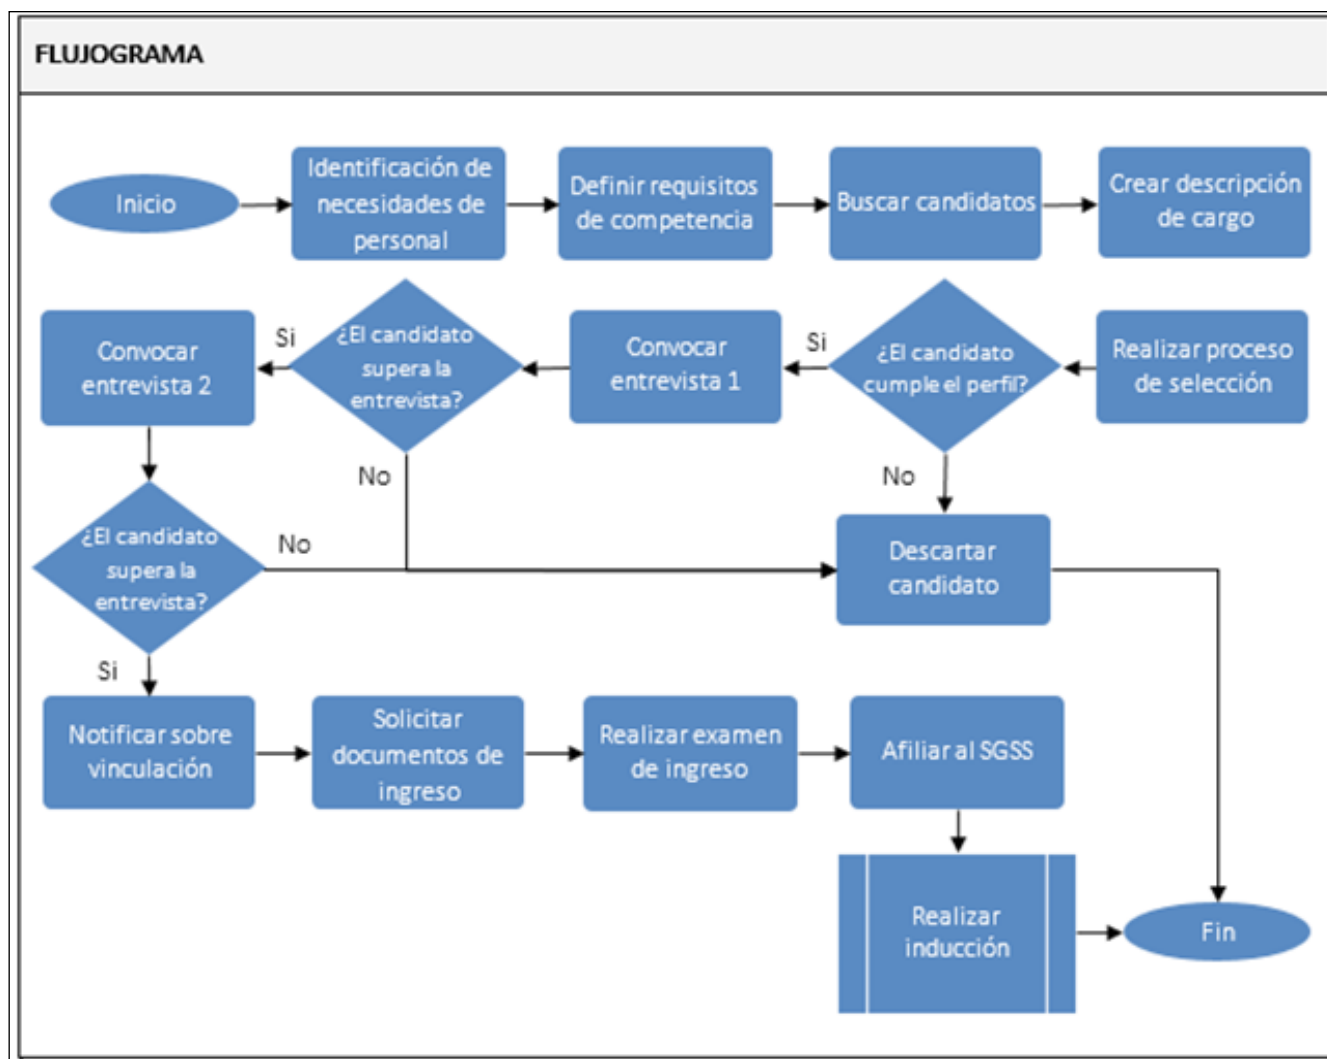 FLUJOGRAMA
Inicio
Identificación de
necesidades de
personal
Definir requisitos
de competencia
Buscar candidatos
Crear descripción
de cargo
Realizar proceso
de selección
¿El candidato
cumple el perfil?
Si
No
Convocar
entrevista 1
¿El candidato
supera la
entrevista?
Si
No
Convocar
entrevista 2
¿El candidato
supera la
entrevista?
No
Si
Descartar
candidato
Notificar sobre
vinculación
Solicitar
documentos de
ingreso
Realizar examen
de ingreso
Afiliar al SGSS
Realizar
inducción
Fin